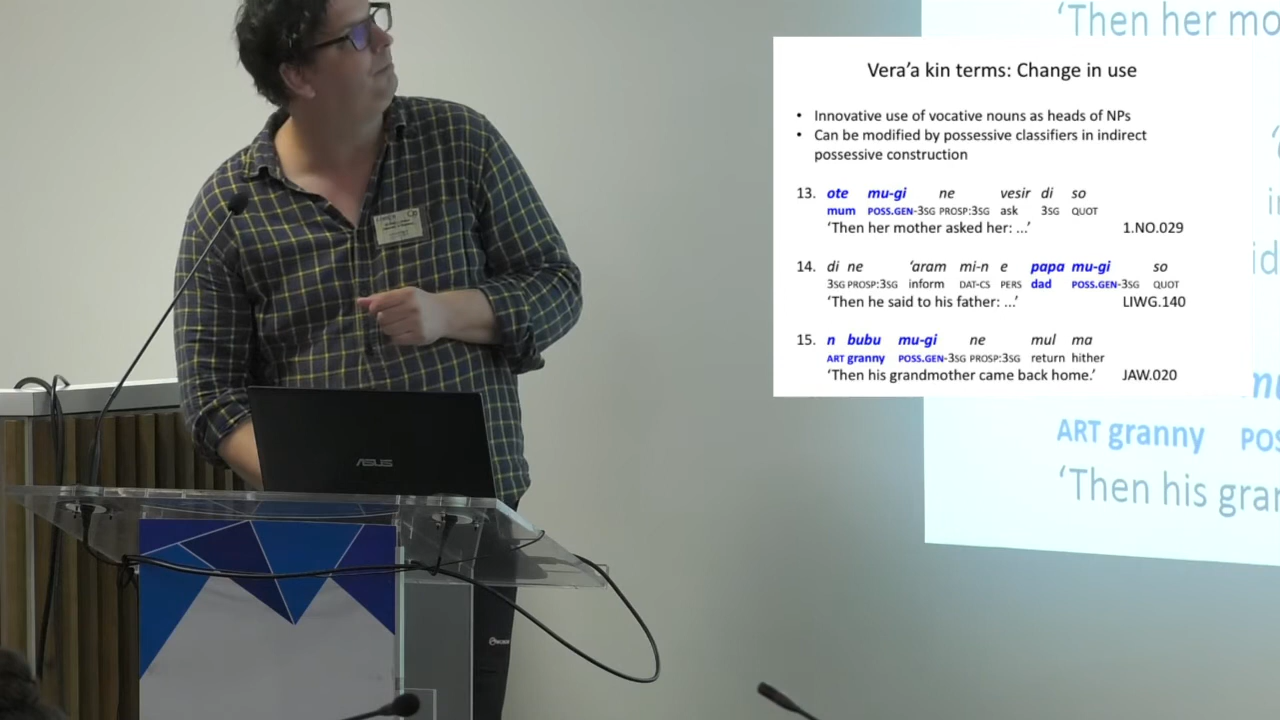 Vera'a kin terms: Change in use
• Innovative use of vocative nouns as heads of NPs
• Can be modified by possessive classifiers in indirect
possessive construction
13. ote mu-gi ne vesir di so
mum POSS.GEN-3SG PROSP:3SG ask 3SG QUOT
‘Then her mother asked her: ...’ 1.NO.029
14. di ne ‘aram mi-n e papa mu-gi so
3SG PROSP:3SG inform DAT-CS PERS dad POSS.GEN-3SG QUOT
‘Then he said to his father: ...’ LIWG.140
15. n bubu mu-gi ne mul ma
ART granny POSS.GEN-3SG PROSP:3SG return hither
‘Then his grandmother came back home.’ JAW.020
‘Then her mo
ART granny POS
‘Then his gra
ASUS